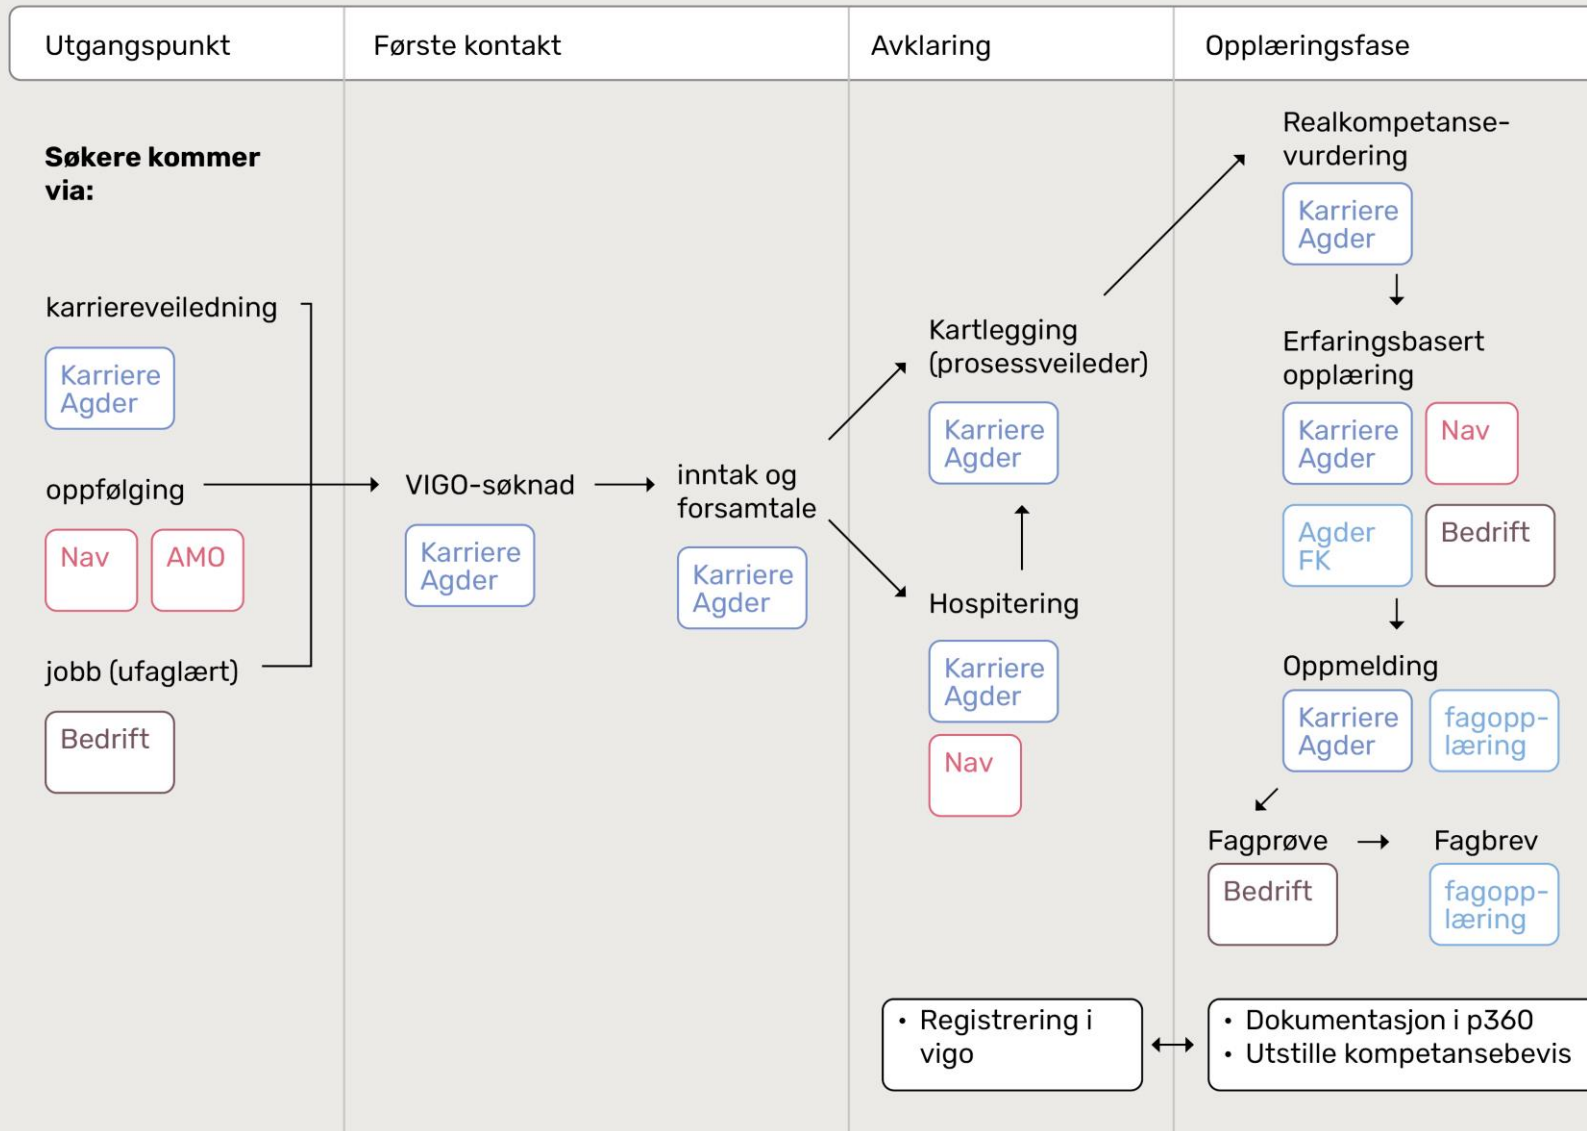 Utgangspunkt
Første kontakt
Avklaring
Opplæringsfase
Søkere kommer
via:
karriereveiledning
Karriere
Agder
oppfølging
Nav
AMO
jobb (ufaglært)
Bedrift
VIGO-søknad
Karriere
Agder
inntak og
forsamtale
Karriere
Agder
Kartlegging
(prosessveileder)
Karriere
Agder
Hospitering
Karriere
Agder
Nav
Realkompetanse-
vurdering
Karriere
Agder
Erfaringsbasert
opplæring
Karriere
Agder
Nav
Agder
FK
Bedrift
Oppmelding
Karriere
Agder
fagopp-
læring
Fagprøve
Bedrift
Fagbrev
fagopp-
læring
• Registrering i
vigo
• Dokumentasjon i p360
• Utstille kompetansebevis